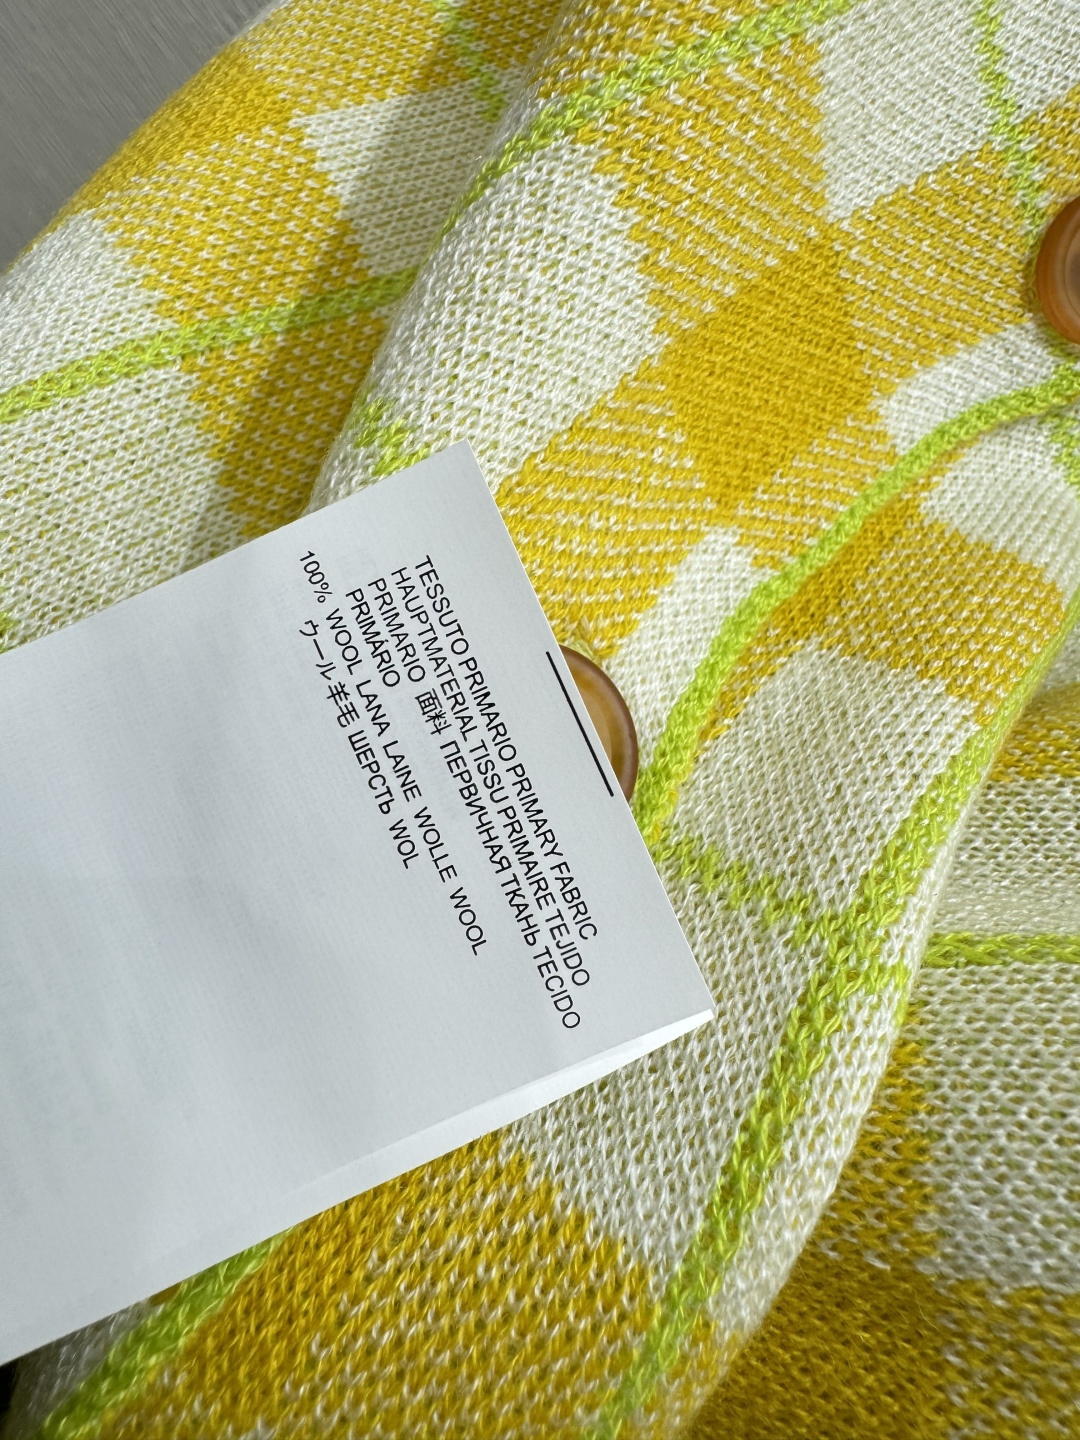 TESSUTO PRIMARIO PRIMARY FABRIC
HAUPTMATERIAL TISSU PRIMAIRE TEJIDO
PRIMARIO 面料 ПЕРВИЧНАЯ ТКАНЬ TECIDO
PRIMÁRIO
100% WOOL LANA LAINE WOLLE WOOL
ウール 羊毛 ШЕРСТЬ WOL